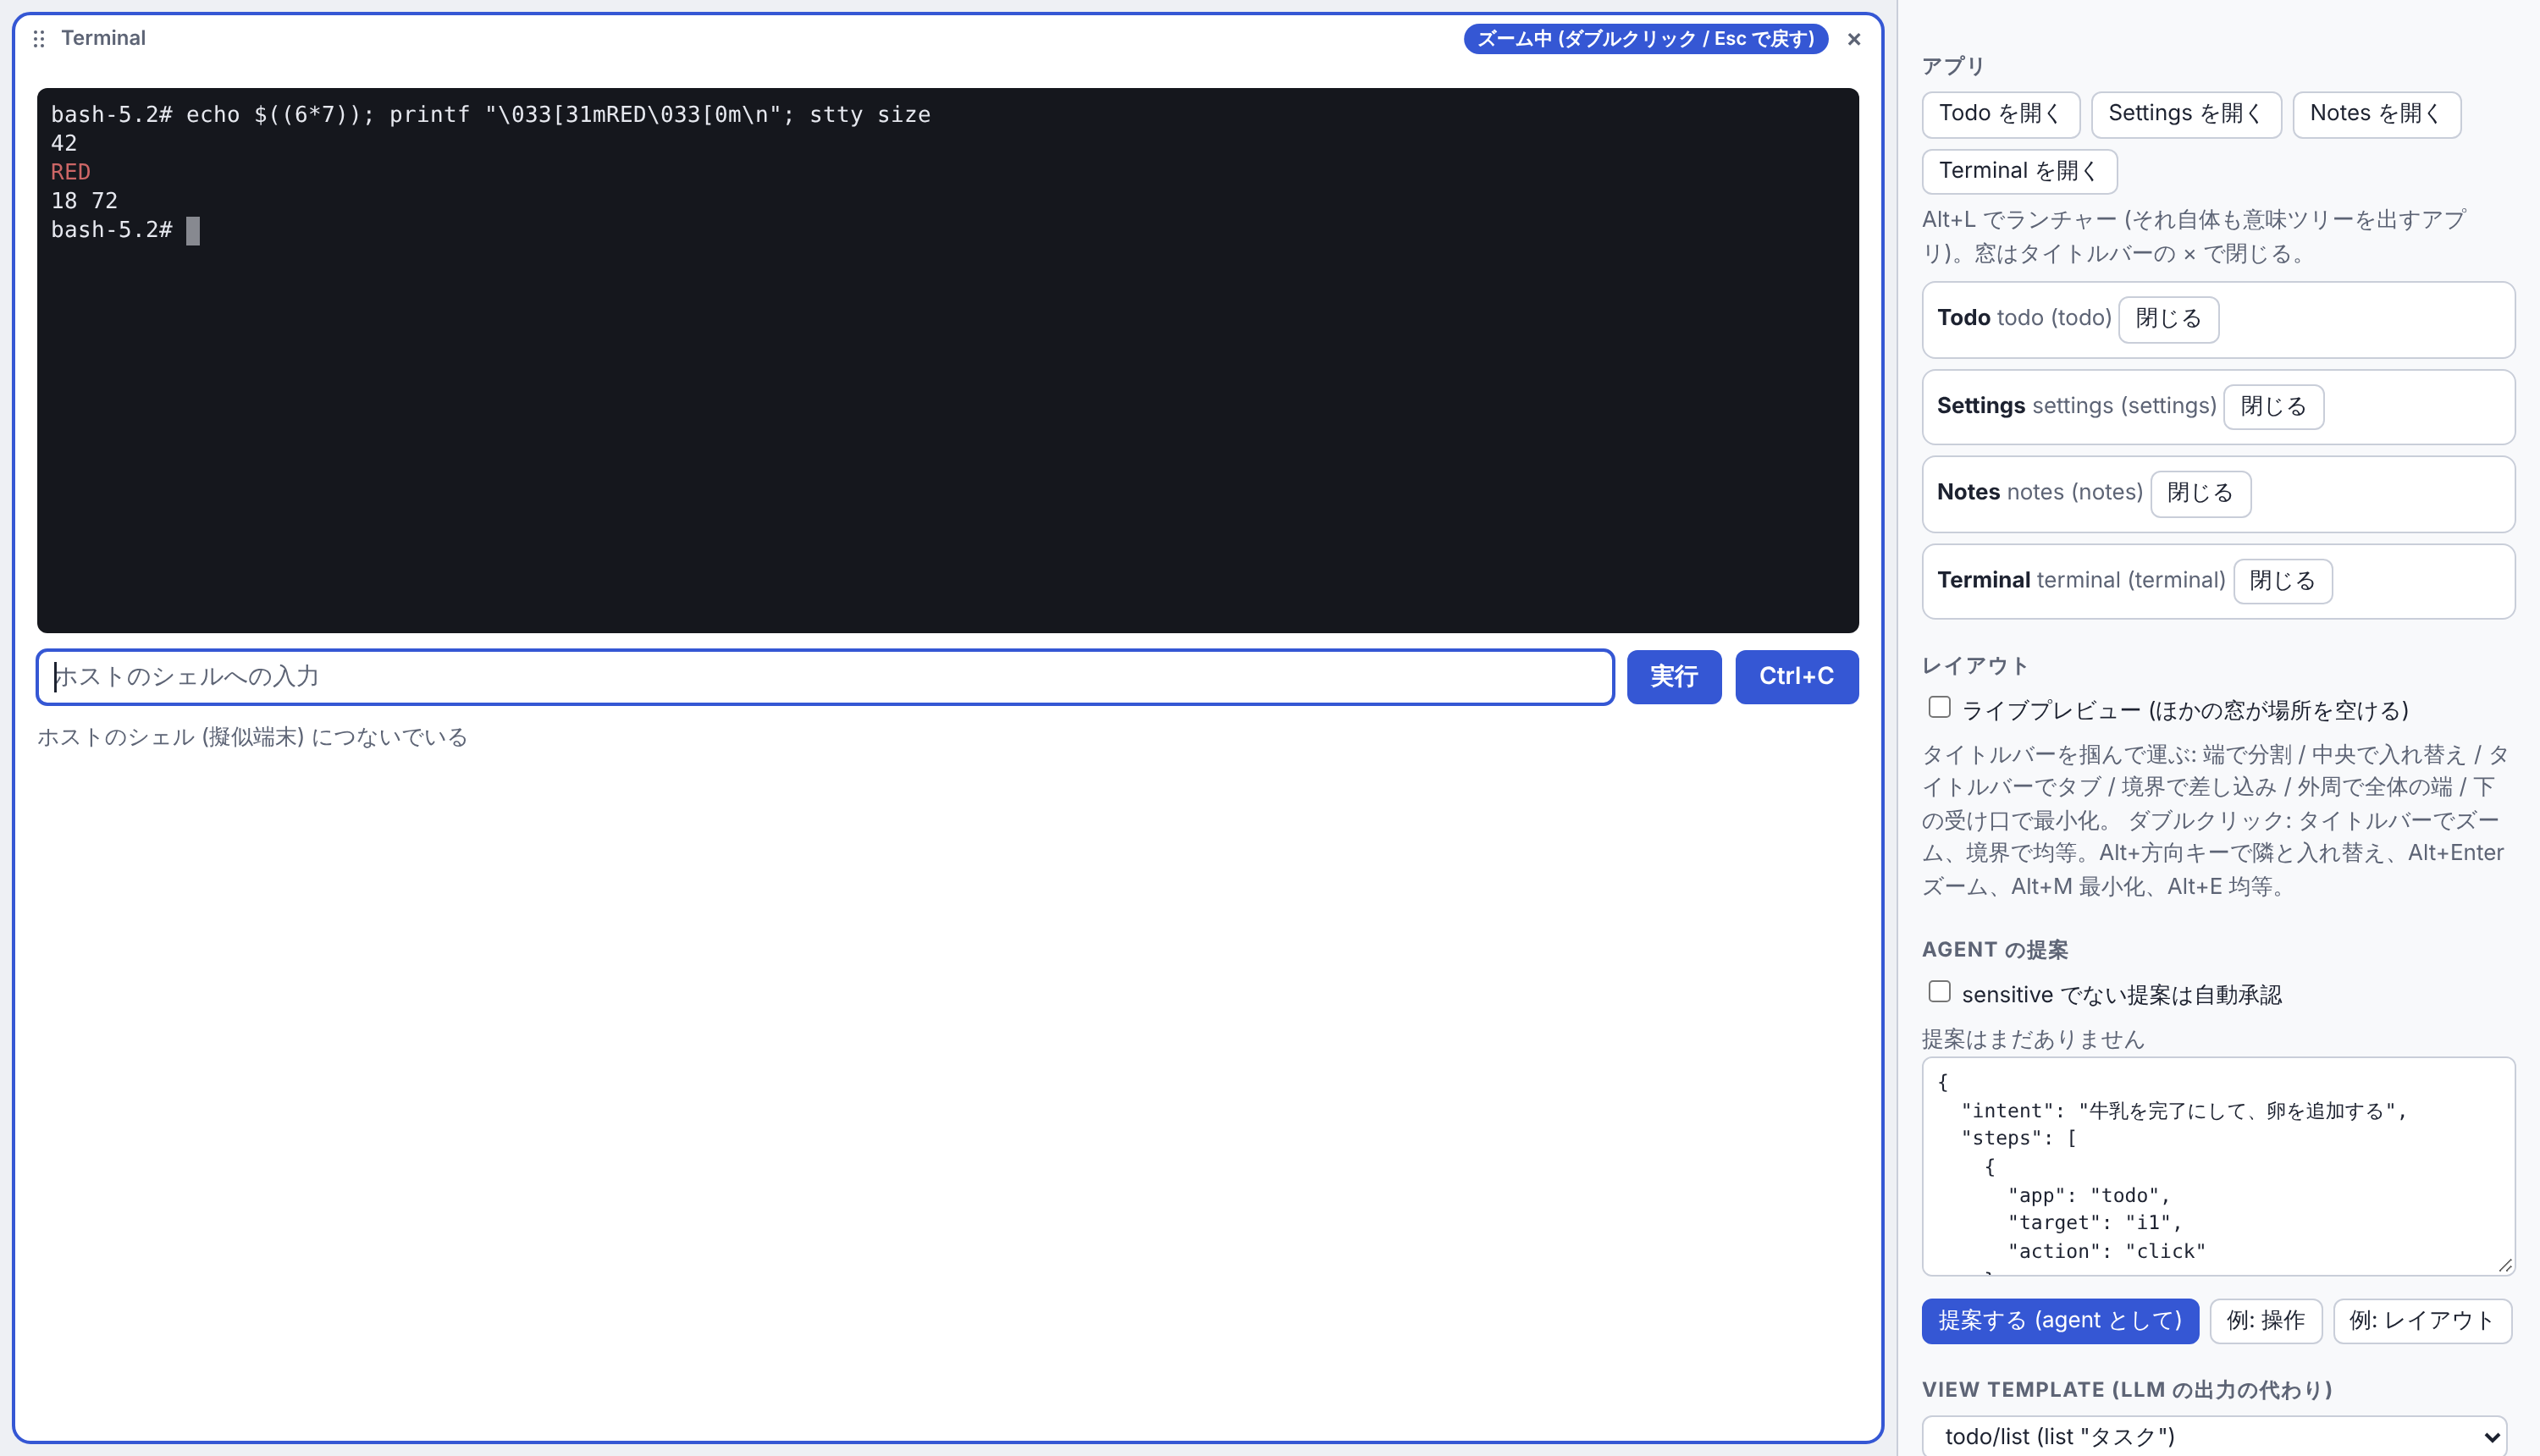 Terminal
ズーム中 (ダブルクリック / Esc で戻す)
×
bash-5.2# echo $((6*7)); printf "\033[31mRED\033[0m\n"; stty size
42
RED
18 72
bash-5.2#
ホストのシェルへの入力
実行
Ctrl+C
ホストのシェル (擬似端末) につないでいる
アプリ
Todo を開く
Settings を開く
Notes を開く
Terminal を開く
Alt+L でランチャー (それ自体も意味ツリーを出すアプ
リ)。窓はタイトルバーの × で閉じる。
Todo todo (todo) 閉じる
Settings settings (settings) 閉じる
Notes notes (notes) 閉じる
Terminal terminal (terminal) 閉じる
レイアウト
ライブプレビュー (ほかの窓が場所を空ける)
タイトルバーを掴んで運ぶ: 端で分割 / 中央で入れ替え / タ
イトルバーでタブ / 境界で差し込み / 外周で全体の端 / 下
の受け口で最小化。 ダブルクリック: タイトルバーでズー
ム、境界で均等。Alt+方向キーで隣と入れ替え、Alt+Enter
ズーム、Alt+M 最小化、Alt+E 均等。
AGENT の提案
sensitive でない提案は自動承認
提案はまだありません
{
"intent": "牛乳を完了にして、卵を追加する",
"steps": [
{
"app": "todo",
"target": "i1",
"action": "click"
提案する (agent として)
例: 操作
例: レイアウト
VIEW TEMPLATE (LLM の出力の代わり)
todo/list (list "タスク")